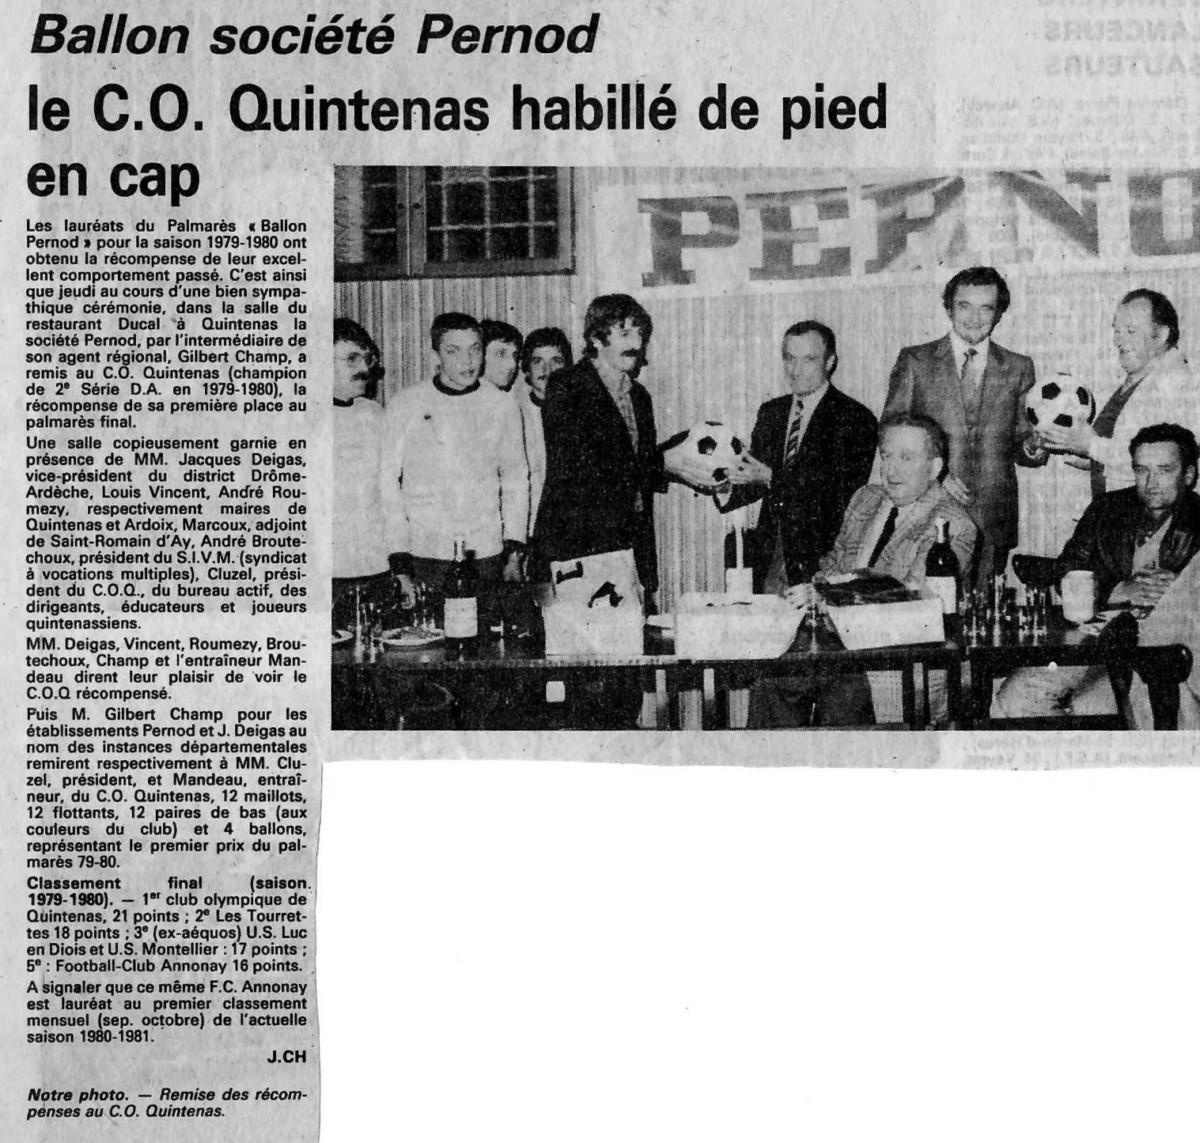 Ballon société Pernod
le C.O. Quintenas habillé de pied
en cap
Les lauréats du Palmarès « Ballon
Pernod » pour la saison 1979-1980 ont
obtenu la récompense de leur excel-
lent comportement passé. C'est ainsi
que jeudi au cours d'une bien sympa-
thique cérémonie, dans la salle du
restaurant Ducal à Quintenas la
société Pernod, par l'intermédiaire de
son agent régional, Gilbert Champ, a
remis au C.O. Quintenas (champion
de 2e Série D.A. en 1979-1980), la
récompense de sa première place au
palmarès final.
Une salle copieusement garnie en
présence de MM. Jacques Deigas,
vice-président du district Drôme-
Ardèche, Louis Vincent, André Rou-
mezy, respectivement maires de
Quintenas et Ardoix, Marcoux, adjoint
de Saint-Romain d'Ay, André Broute-
choux, président du S.I.V.M. (syndicat
à vocations multiples), Cluzel, prési-
dent du C.O.Q., du bureau actif, des
dirigeants, éducateurs et joueurs
quintenassiens.
MM. Deigas, Vincent, Roumezy, Brou-
techoux, Champ et l'entraîneur Man-
deau dirent leur plaisir de voir le
C.O.Q récompensé.
Puis M. Gilbert Champ pour les
établissements Pernod et J. Deigas au
nom des instances départementales
remirent respectivement à MM. Clu-
zel, président, et Mandeau, entraî-
neur, du C.O. Quintenas, 12 maillots,
12 flottants, 12 paires de bas (aux
couleurs du club) et 4 ballons,
représentant le premier prix du pal-
marès 79-80.
Classement final (saison
1979-1980). — 1er club olympique de
Quintenas, 21 points ; 2e Les Tourret-
tes 18 points ; 3e (ex-aéquos) U.S. Luc
en Diois et U.S. Montellier : 17 points ;
5e : Football-Club Annonay 16 points.
A signaler que ce même F.C. Annonay
est lauréat au premier classement
mensuel (sep. octobre) de l'actuelle
saison 1980-1981.
J.CH
Notre photo. — Remise des récom-
penses au C.O. Quintenas.
PERNO